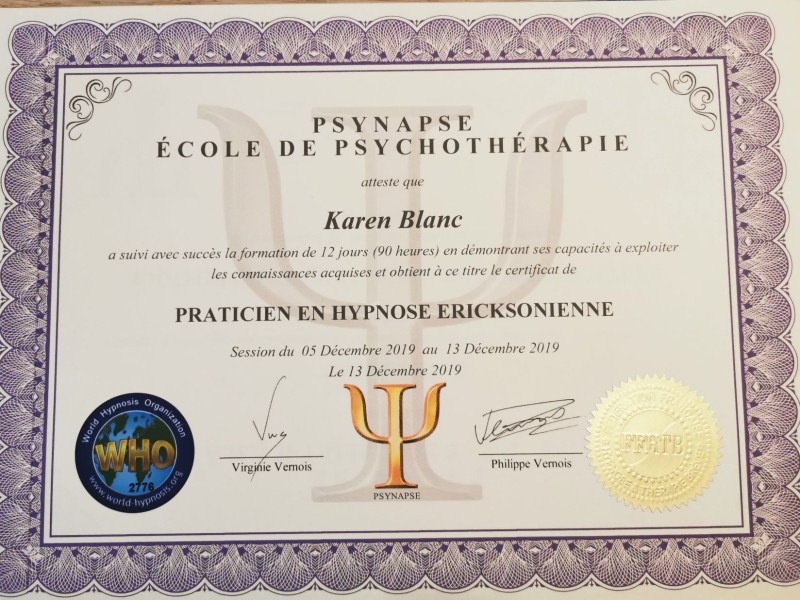 PSYNAPSE
ÉCOLE DE PSYCHOTHÉRAPIE
atteste que
Karen Blanc
a suivi avec succès la formation de 12 jours (90 heures) en démontrant ses capacités à exploiter
les connaissances acquises et obtient à ce titre le certificat de
PRATICIEN EN HYPNOSE ERICKSONIENNE
Session du 05 Décembre 2019 au 13 Décembre 2019
Le 13 Décembre 2019
World Hypnosis Organization
WHO
2776
www.world-hypnosis.org
Virginie Vernois
PSYNAPSE
Philippe Vernois
FFHTB